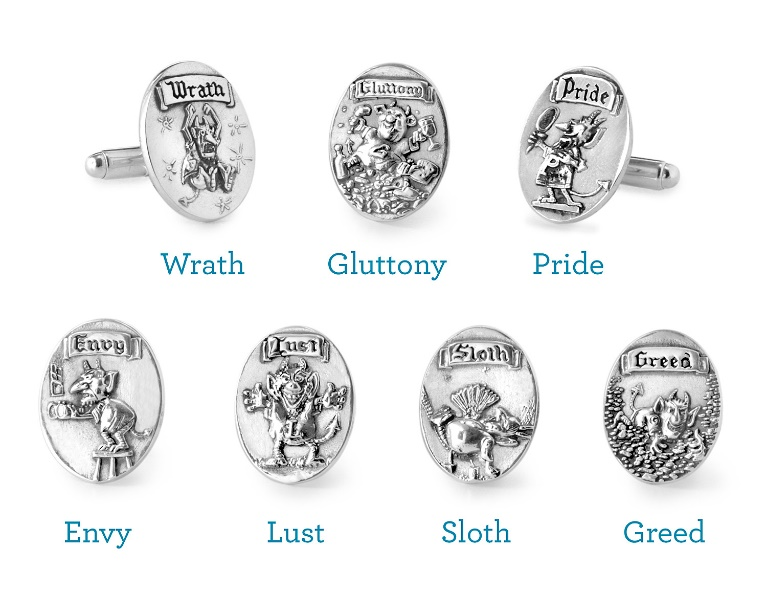 Wrath
Gluttony
Pride
Wrath
Gluttony
Pride
P
Envy
Lust
Sloth
Greed
L
Envy
Lust
Sloth
Greed